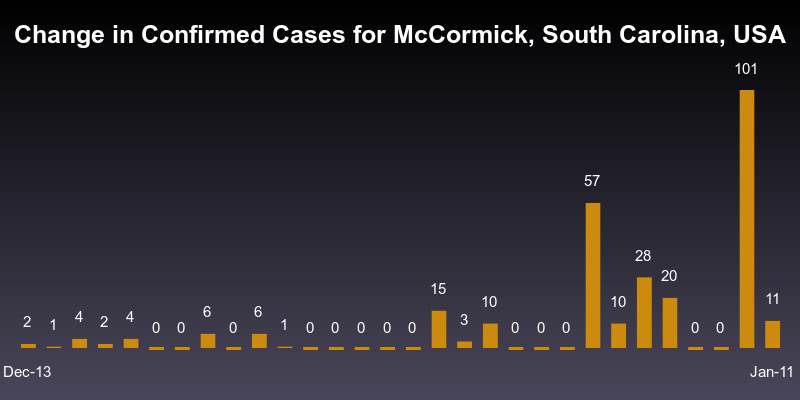 Change in Confirmed Cases for McCormick, South Carolina, USA
2 1 4 2 4 0 0 6 0 6 1 0 0 0 0 0 15 3 10 0 0 0 57 10 28 20 0 0 101 11
Dec-13 Jan-11